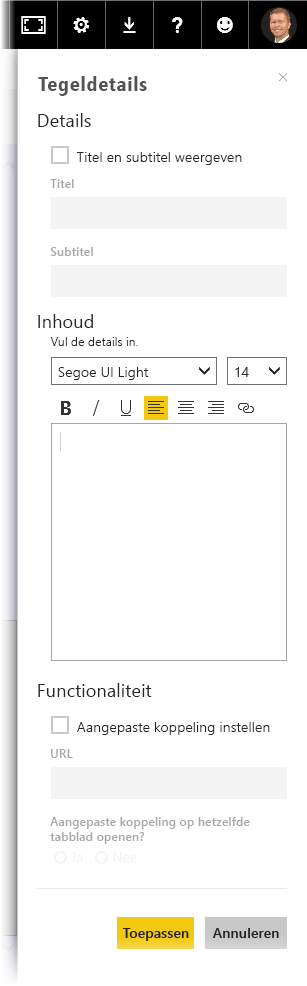 Tegeldetails
Details
Titel en subtitel weergeven
Titel
Subtitel
Inhoud
Vul de details in.
Segoe UI Light 14
B / U
Functionaliteit
Aangepaste koppeling instellen
URL
Aangepaste koppeling op hetzelfde
tabblad openen?
Ja Nee
Toepassen Annuleren